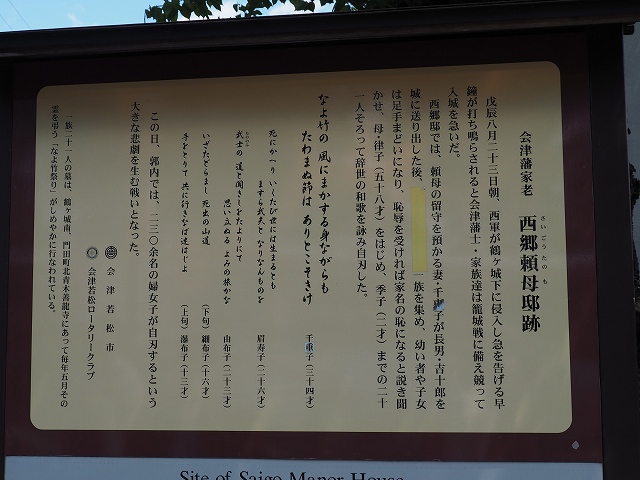 会津藩家老 西郷頼母邸跡
さいごうたのも
戊辰八月二十三日朝、西軍が鶴ヶ城下に侵入し急を告げる早
鐘が打ち鳴らされると会津藩士・家族達は籠城戦に備え競って
入城を急いだ。
西郷邸では、頼母の留守を預かる妻・千重子が長男・吉十郎を
城に送り出した後、一族を集め、幼い者や子女
は足手まどいになり、恥辱を受ければ家名の恥になると説き聞
かせ、母・律子(五十八才)をはじめ、季子(二才)までの二十
一人そろって辞世の和歌を詠み自刃した。
なよ竹の 風にまかする身ながらも
たわまぬ節は ありとこそきけ
千重子(三十四才)
死にかへり いくたび世には生まるとも
ますら武夫と なりなんものを
眉寿子(二十六才)
武士の 道と聞きしをたよりにて
もののふ
思い立ぬる よみの旅かな
由布子(二十三才)
いざたどらまし 死出の山道
(下句)細布子(十六才)
手をとりて 共に行きなば迷はじよ
(上句)瀑布子(十三才)
この日、郭内では、二三〇余名の婦女子が自刃するという
大きな悲劇を生む戦いとなった。
会津若松市
会津若松ロータリークラブ
一族二十一人の墓は、鶴ヶ城南、門田町北青木善龍寺にあって毎年五月その
霊を弔う「なよ竹祭り」がしめやかに行なわれている。
Site of Saigo Manor House